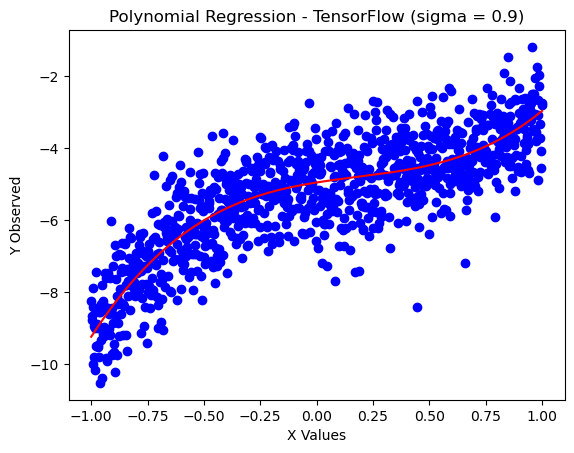 Polynomial Regression - TensorFlow (sigma = 0.9)
Y Observed
−2
−4
−6
−8
−10
−1.00 −0.75 −0.50 −0.25 0.00 0.25 0.50 0.75 1.00
X Values